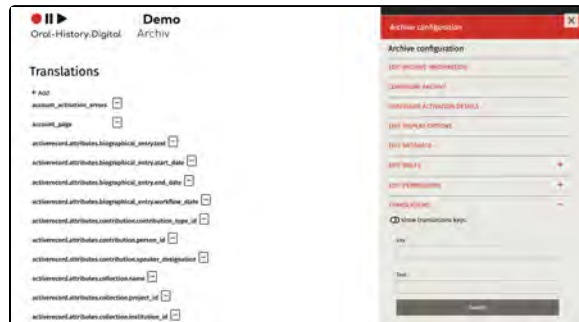 Demo
Oral-History.Digital Archiv
Translations
+ Add
account_activation_errors
account_page
activerecord.attributes.biographical_entry.text
activerecord.attributes.biographical_entry.start_date
activerecord.attributes.biographical_entry.end_date
activerecord.attributes.biographical_entry.workflow_state
activerecord.attributes.contribution.contribution_type_id
activerecord.attributes.contribution.person_id
activerecord.attributes.contribution.speaker_designation
activerecord.attributes.collection.name
activerecord.attributes.collection.project_id
activerecord.attributes.collection.institution_id
Archive configuration
Archive configuration
EDIT ARCHIVE INFORMATION
CONFIGURE ARCHIVE
CONFIGURE ACTIVATION DETAILS
EDIT DISPLAY OPTIONS
EDIT METADATA
EDIT ROLES +
EDIT PERMISSIONS +
TRANSLATIONS −
Show translations keys
Key
Text
Search